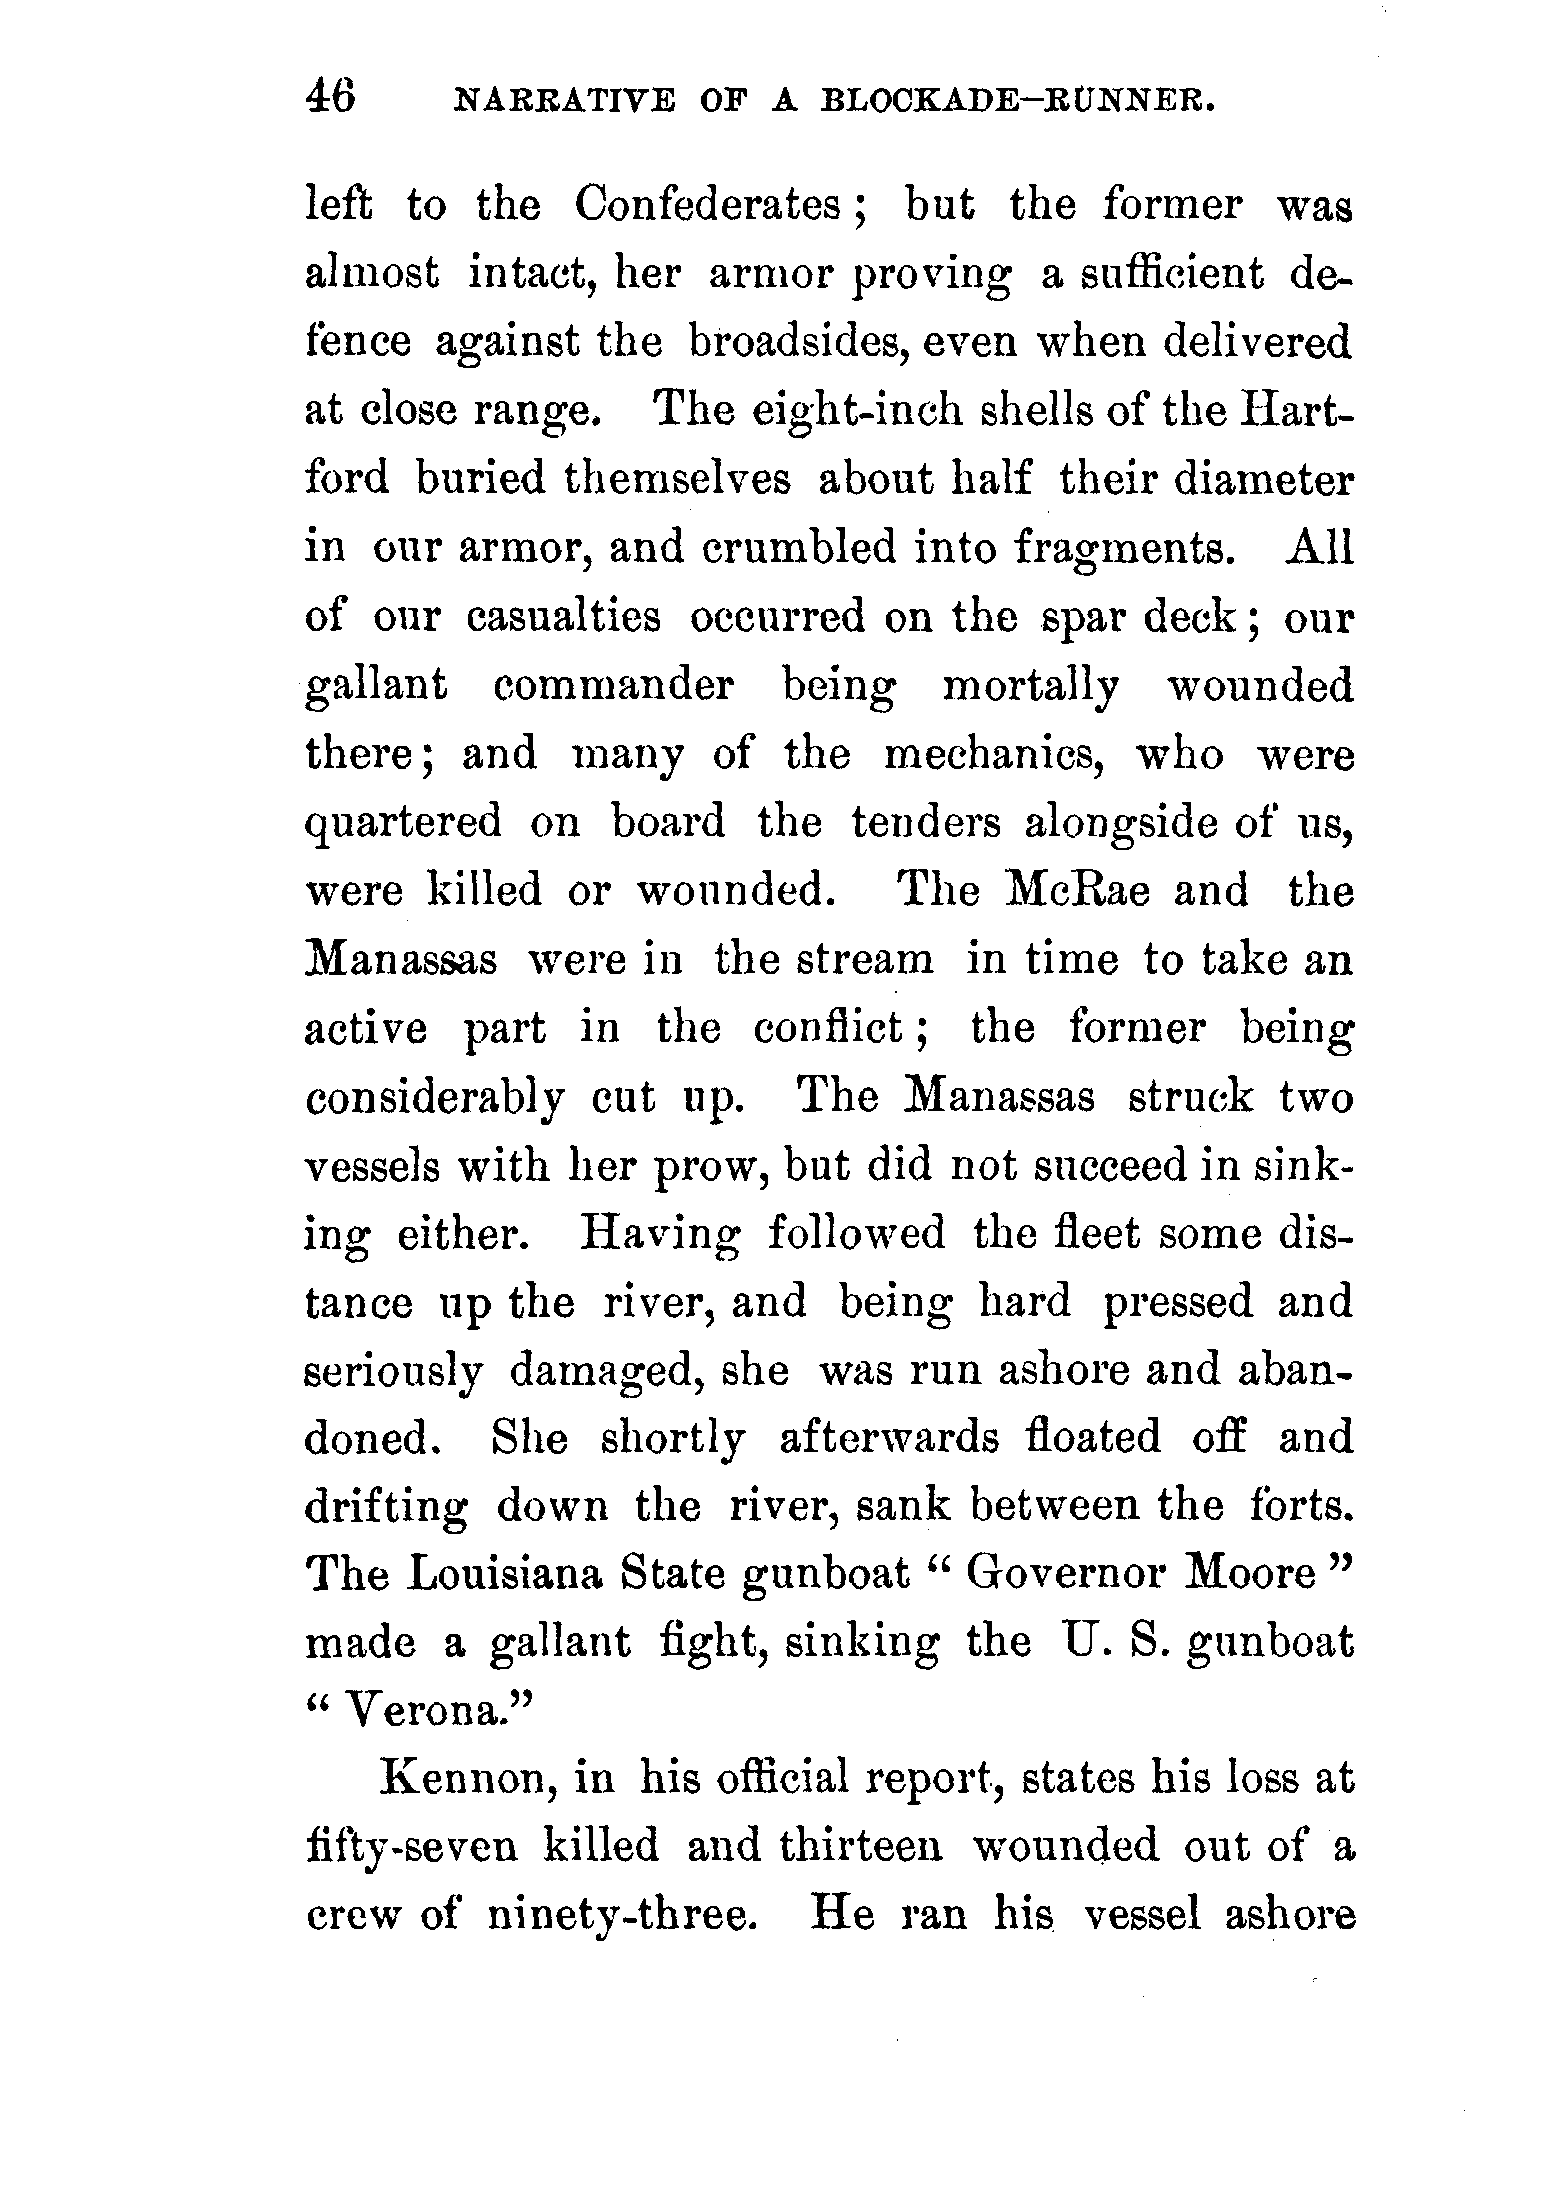 46 NARRATIVE OF A BLOCKADE-RUNNER.
left to the Confederates; but the former was
almost intact, her armor proving a sufficient de-
fence against the broadsides, even when delivered
at close range. The eight-inch shells of the Hart-
ford buried themselves about half their diameter
in our armor, and crumbled into fragments. All
of our casualties occurred on the spar deck; our
gallant commander being mortally wounded
there; and many of the mechanics, who were
quartered on board the tenders alongside of us,
were killed or wounded. The McRae and the
Manassas were in the stream in time to take an
active part in the conflict; the former being
considerably cut up. The Manassas struck two
vessels with her prow, but did not succeed in sink-
ing either. Having followed the fleet some dis-
tance up the river, and being hard pressed and
seriously damaged, she was run ashore and aban-
doned. She shortly afterwards floated off and
drifting down the river, sank between the forts.
The Louisiana State gunboat “ Governor Moore ”
made a gallant fight, sinking the U. S. gunboat
“ Verona.”
Kennon, in his official report, states his loss at
fifty-seven killed and thirteen wounded out of a
crew of ninety-three. He ran his vessel ashore